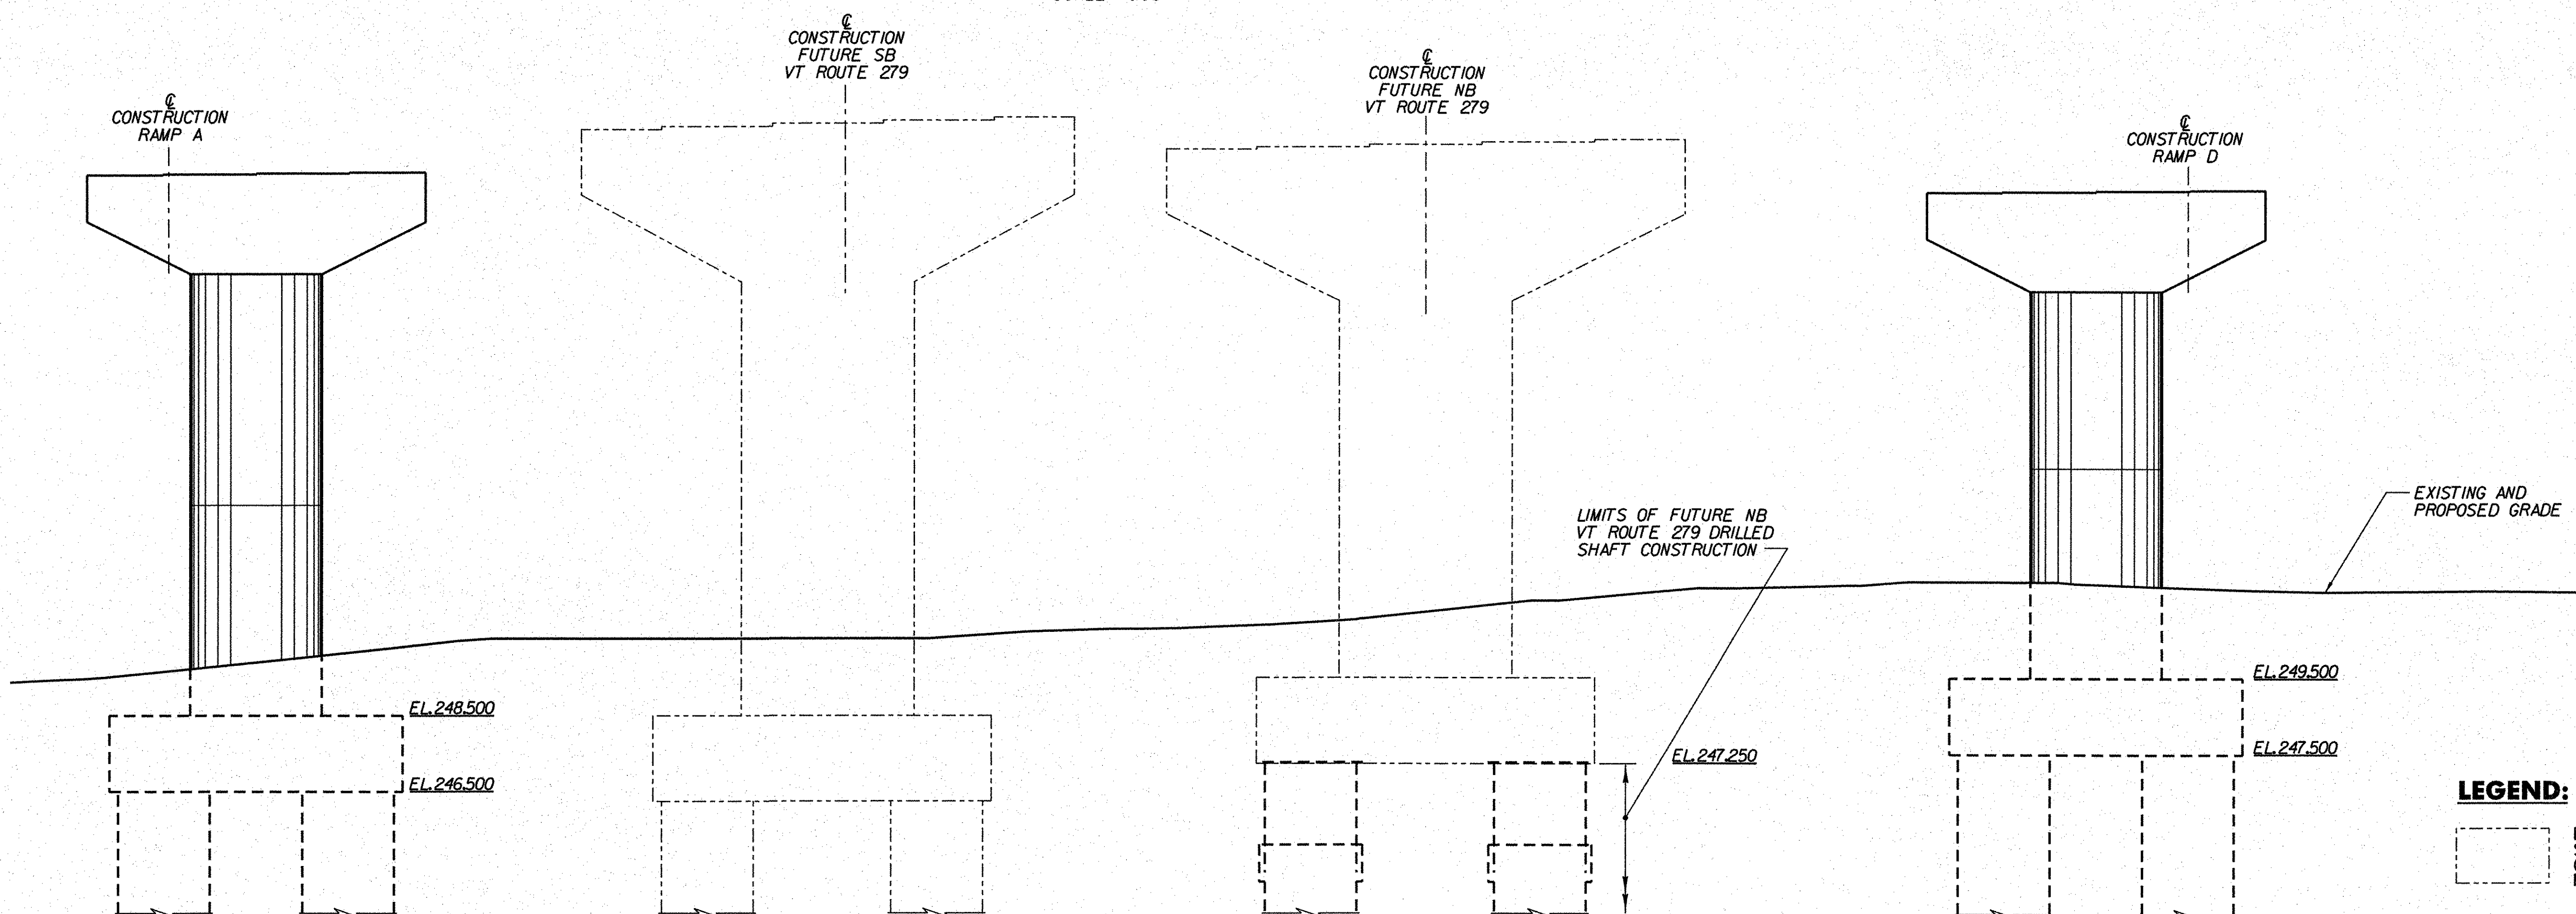 ℄
CONSTRUCTION
FUTURE SB
VT ROUTE 279
℄
CONSTRUCTION
FUTURE NB
VT ROUTE 279
℄
CONSTRUCTION
RAMP A
℄
CONSTRUCTION
RAMP D
LIMITS OF FUTURE NB
VT ROUTE 279 DRILLED
SHAFT CONSTRUCTION
EXISTING AND
PROPOSED GRADE
EL.248.500
EL.246.500
EL.247.250
EL.249.500
EL.247.500
LEGEND: